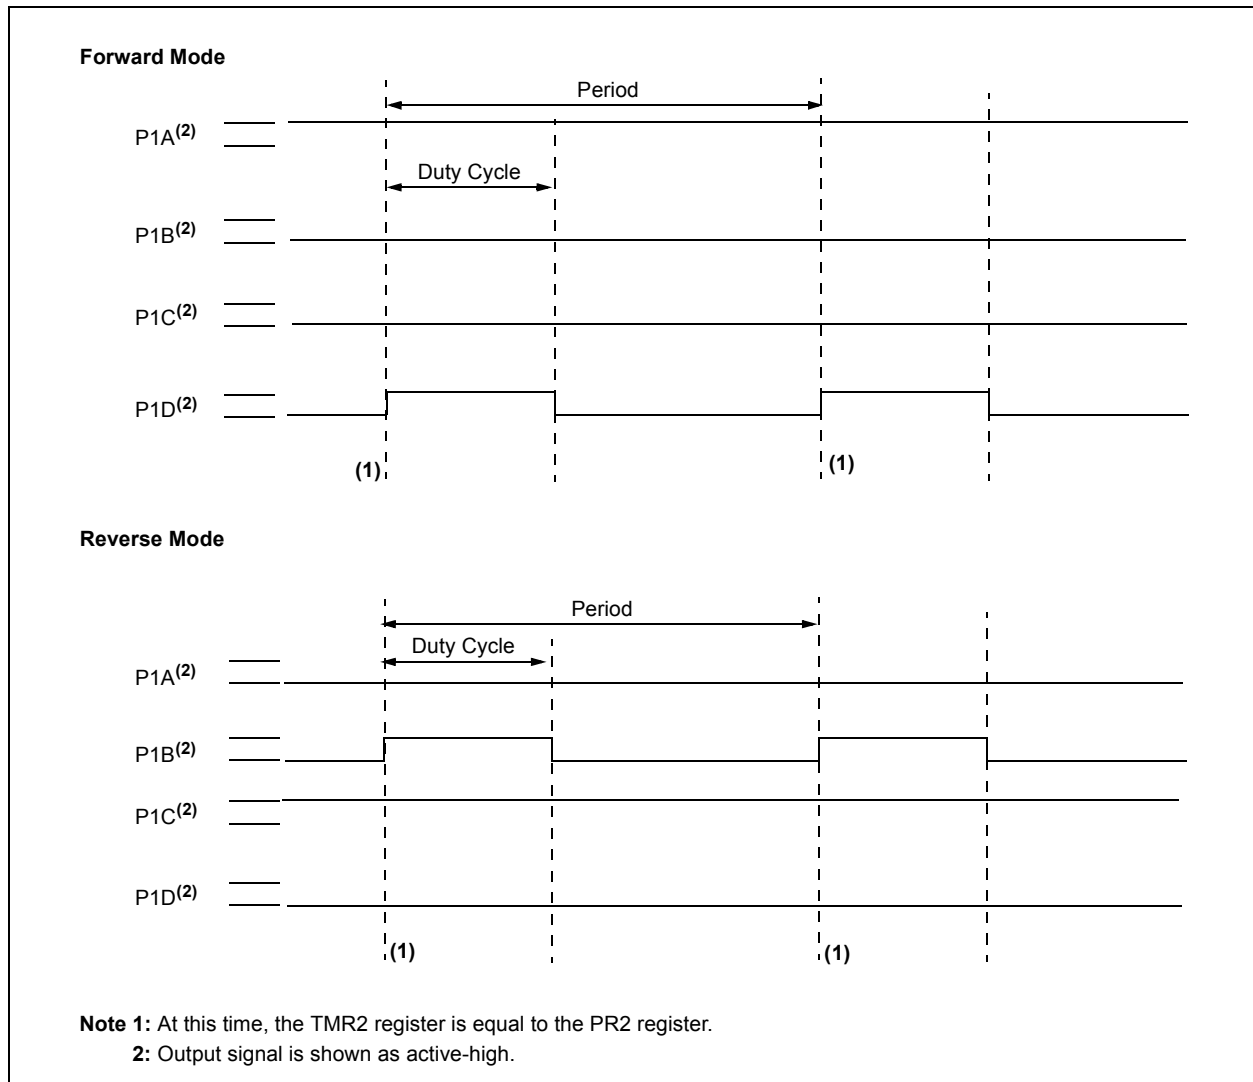 Forward Mode
Period
P1A(2)
Duty Cycle
P1B(2)
P1C(2)
P1D(2)
(1)
(1)
Reverse Mode
Period
Duty Cycle
P1A(2)
P1B(2)
P1C(2)
P1D(2)
(1)
(1)
Note 1: At this time, the TMR2 register is equal to the PR2 register.
2: Output signal is shown as active-high.